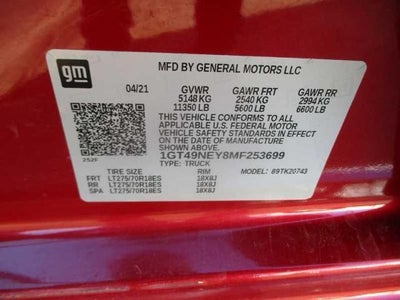 gm
MFD BY GENERAL MOTORS LLC
04/21
GVWR GAWR FRT GAWR RR
5148 KG 2540 KG 2994 KG
11350 LB 5600 LB 6600 LB
THIS VEHICLE CONFORMS TO ALL
APPLICABLE U.S. FEDERAL MOTOR
VEHICLE SAFETY STANDARDS IN EFFECT
ON THE DATE OF MANUFACTURE
SHOWN ABOVE.
1GT49NEY8MF253699
252F
TYPE: TRUCK
MODEL: 89TK20743
TIRE SIZE RIM
FRT LT275/70R18ES 18X8J
RR LT275/70R18ES 18X8J
SPA LT275/70R18ES 18X8J